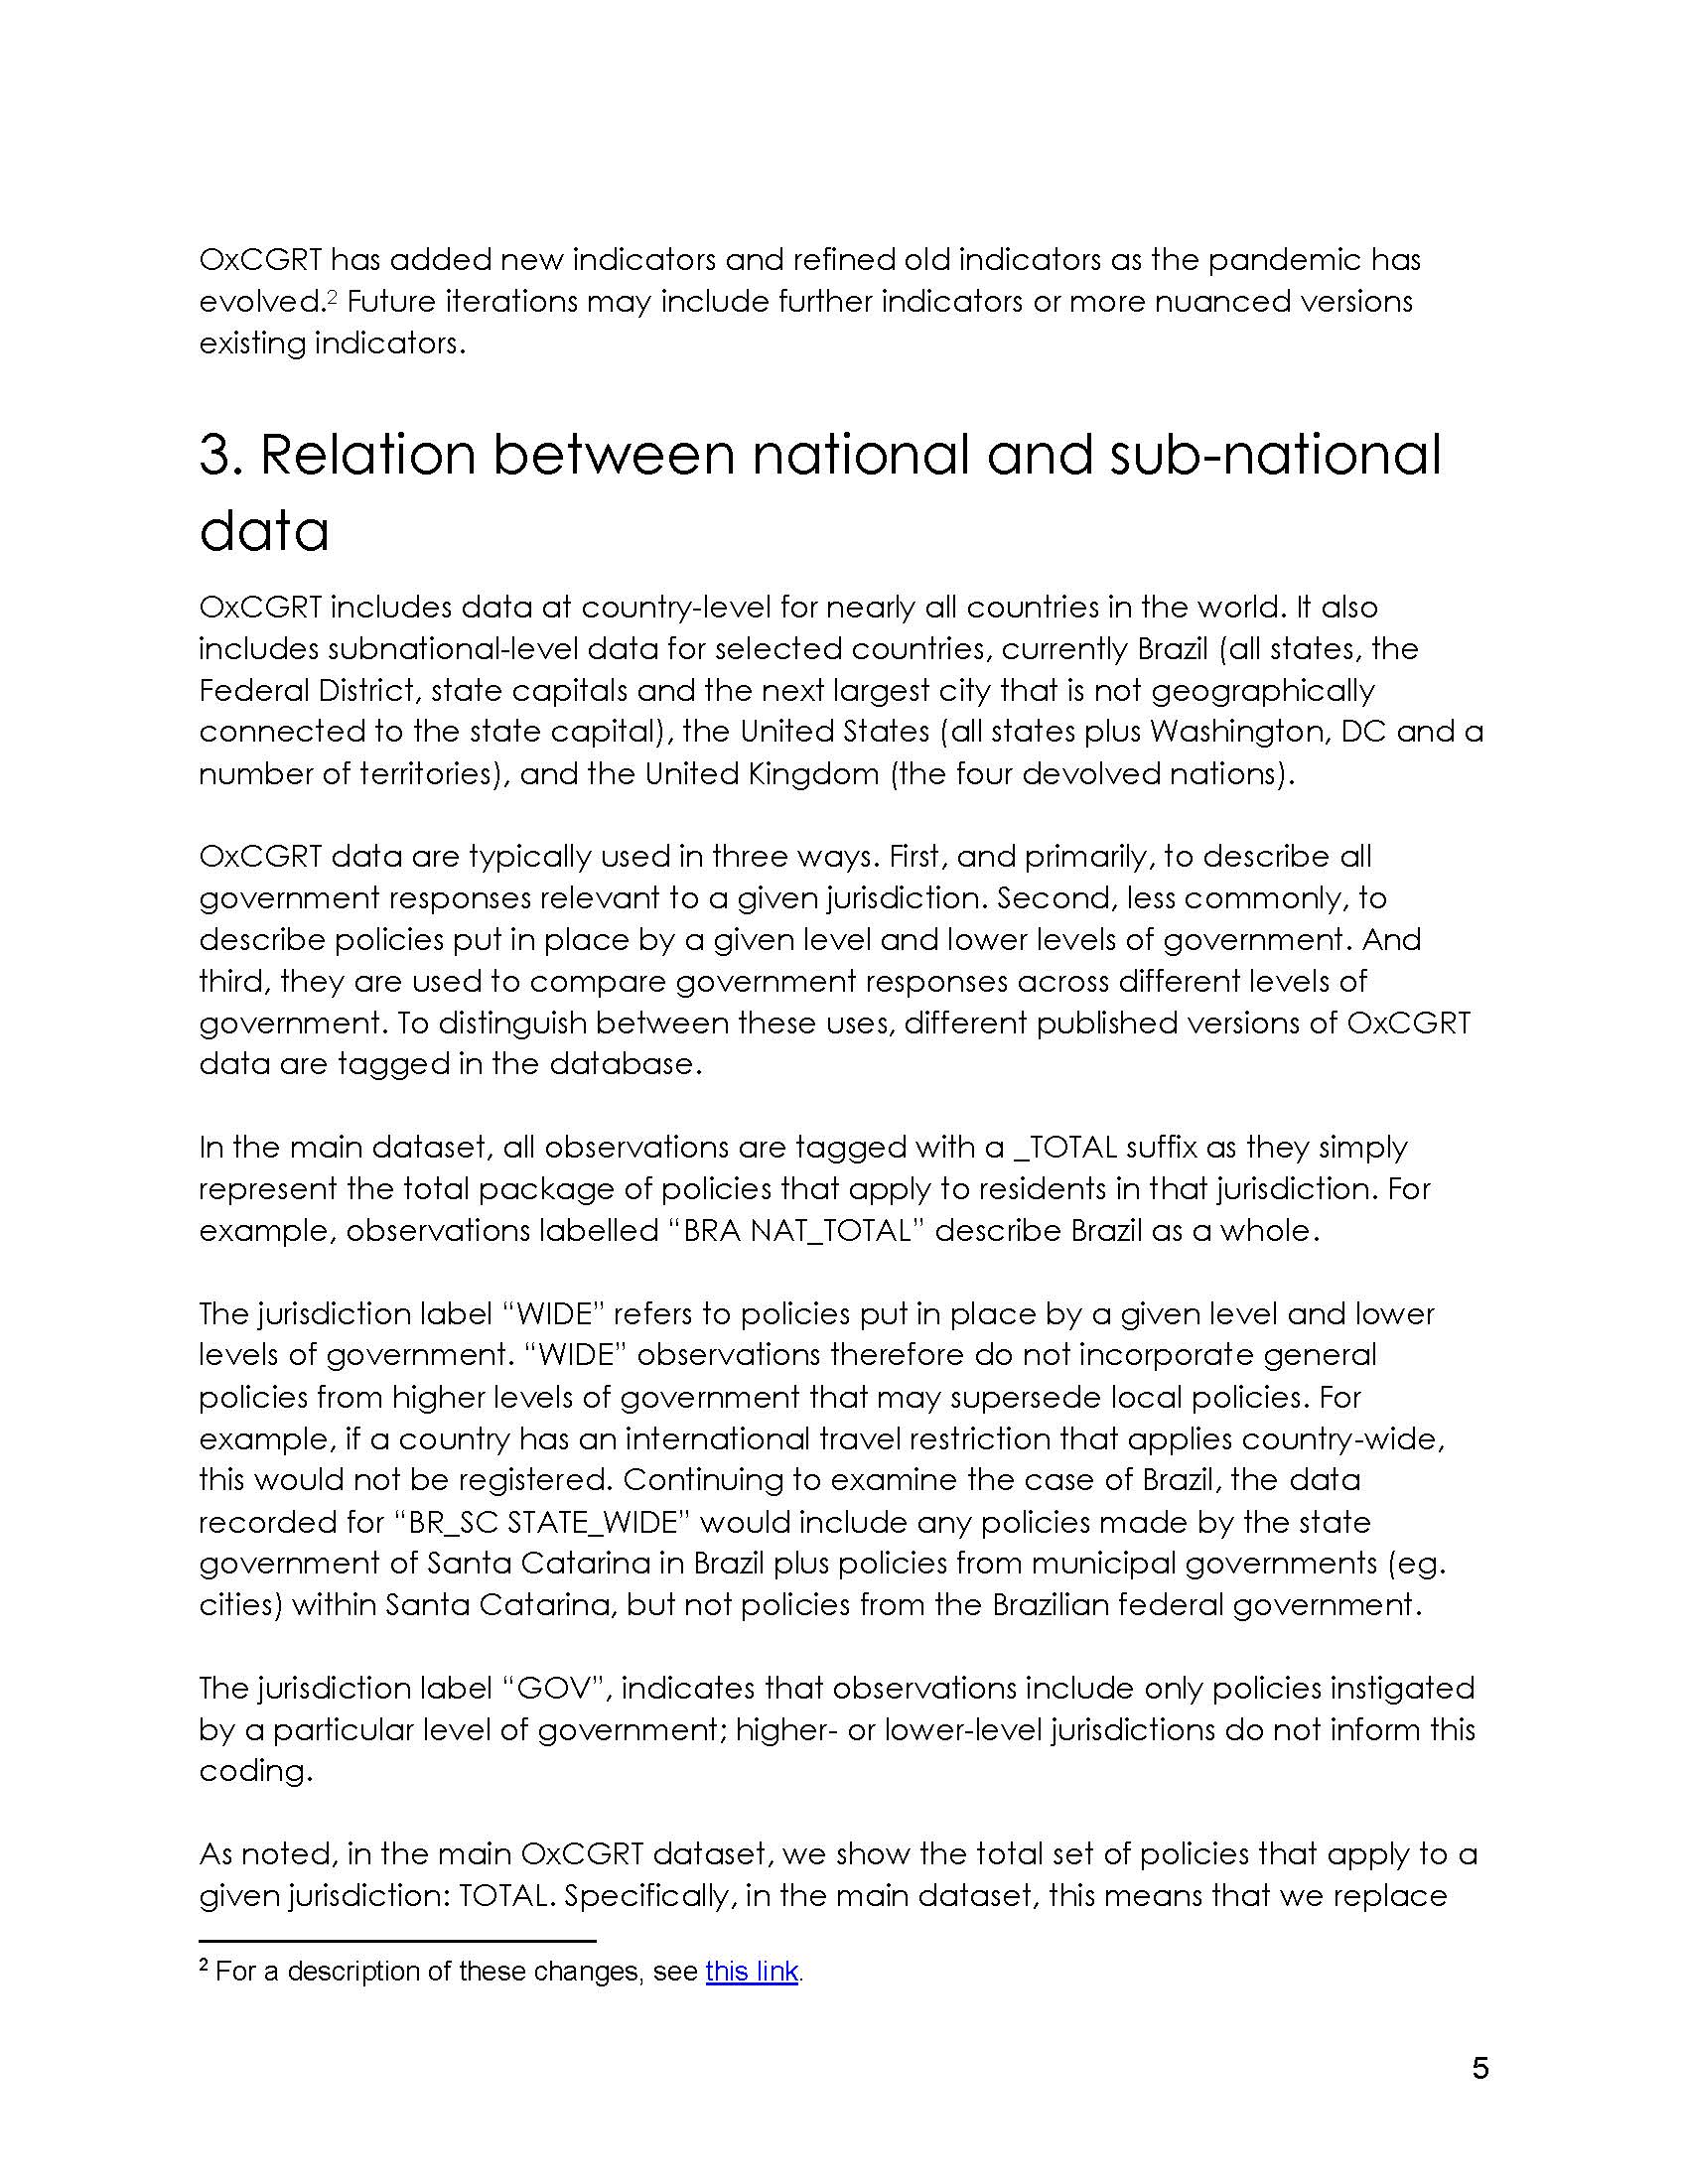 OxCGRT has added new indicators and refined old indicators as the pandemic has
evolved.² Future iterations may include further indicators or more nuanced versions
existing indicators.
3. Relation between national and sub-national
data
OxCGRT includes data at country-level for nearly all countries in the world. It also
includes subnational-level data for selected countries, currently Brazil (all states, the
Federal District, state capitals and the next largest city that is not geographically
connected to the state capital), the United States (all states plus Washington, DC and a
number of territories), and the United Kingdom (the four devolved nations).
OxCGRT data are typically used in three ways. First, and primarily, to describe all
government responses relevant to a given jurisdiction. Second, less commonly, to
describe policies put in place by a given level and lower levels of government. And
third, they are used to compare government responses across different levels of
government. To distinguish between these uses, different published versions of OxCGRT
data are tagged in the database.
In the main dataset, all observations are tagged with a _TOTAL suffix as they simply
represent the total package of policies that apply to residents in that jurisdiction. For
example, observations labelled “BRA NAT_TOTAL” describe Brazil as a whole.
The jurisdiction label “WIDE” refers to policies put in place by a given level and lower
levels of government. “WIDE” observations therefore do not incorporate general
policies from higher levels of government that may supersede local policies. For
example, if a country has an international travel restriction that applies country-wide,
this would not be registered. Continuing to examine the case of Brazil, the data
recorded for “BR_SC STATE_WIDE” would include any policies made by the state
government of Santa Catarina in Brazil plus policies from municipal governments (eg.
cities) within Santa Catarina, but not policies from the Brazilian federal government.
The jurisdiction label “GOV”, indicates that observations include only policies instigated
by a particular level of government; higher- or lower-level jurisdictions do not inform this
coding.
As noted, in the main OxCGRT dataset, we show the total set of policies that apply to a
given jurisdiction: TOTAL. Specifically, in the main dataset, this means that we replace
² For a description of these changes, see this link.
5